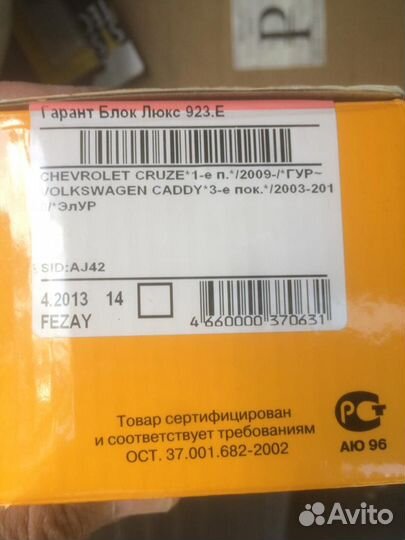 P
Гарант Блок Люкс 923.E
CHEVROLET CRUZE*1-е п.*/2009-/*ГУР~
VOLKSWAGEN CADDY*3-е пок.*/2003-201
/*ЭлУР
SID:AJ42
4.2013 14
FEZAY
4 660000 370631
Товар сертифицирован
и соответствует требованиям
ОСТ. 37.001.682-2002
РСТ
АЮ 96
Avito